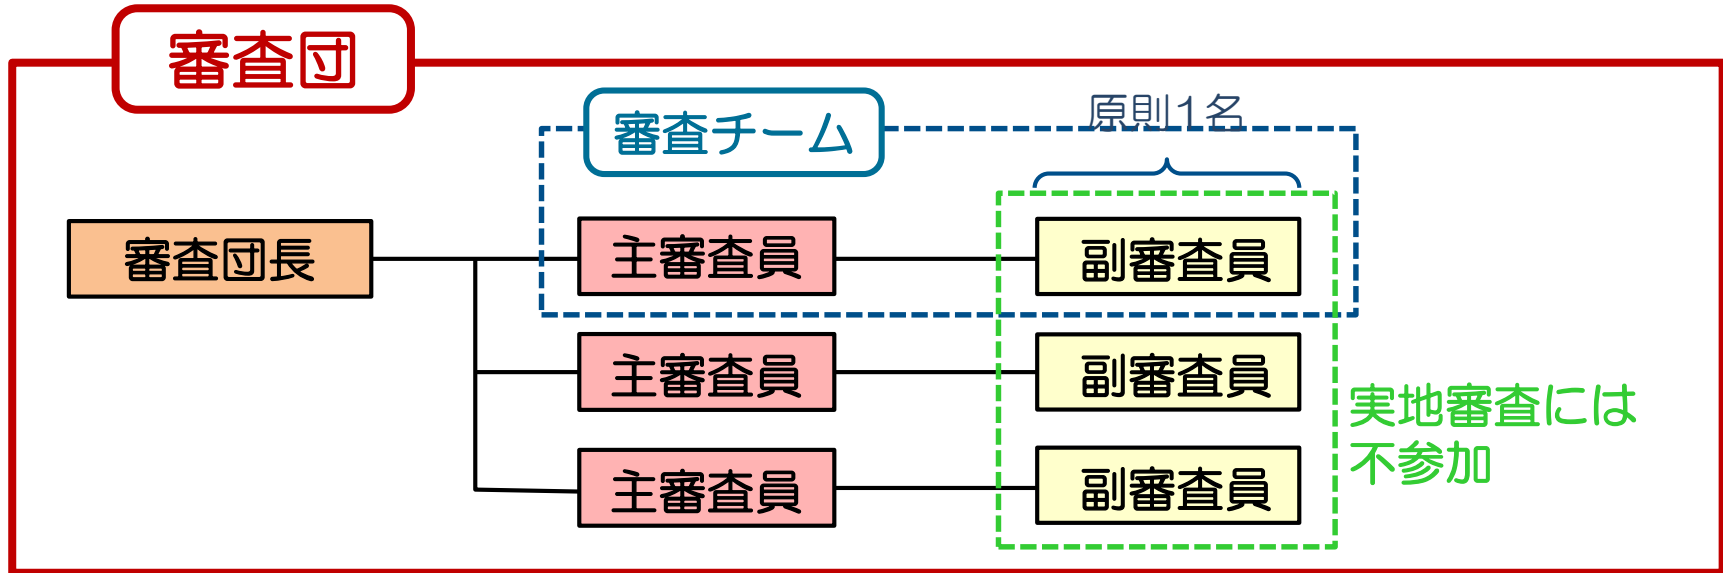 審査団
審査チーム
原則1名
審査団長
主審査員
副審査員
主審査員
副審査員
主審査員
副審査員
実地審査には
不参加